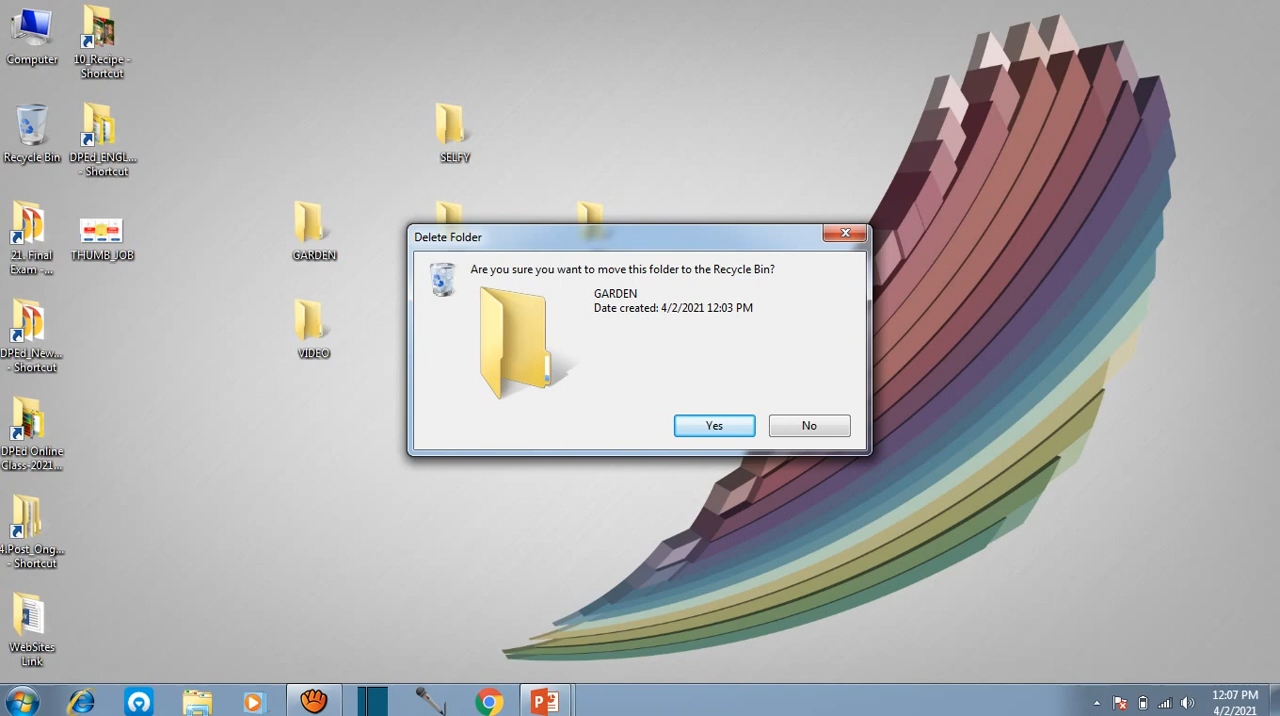 Computer
10_Recipe -
Shortcut
Recycle Bin
DPEd_ENGL...
- Shortcut
SELFY
21. Final
Exam -...
THUMB_JOB
GARDEN
DPEd_New...
- Shortcut
VIDEO
DPEd Online
Class-2021...
4.Post_Ong...
- Shortcut
WebSites
Link
Delete Folder
Are you sure you want to move this folder to the Recycle Bin?
GARDEN
Date created: 4/2/2021 12:03 PM
Yes
No
12:07 PM
4/2/2021